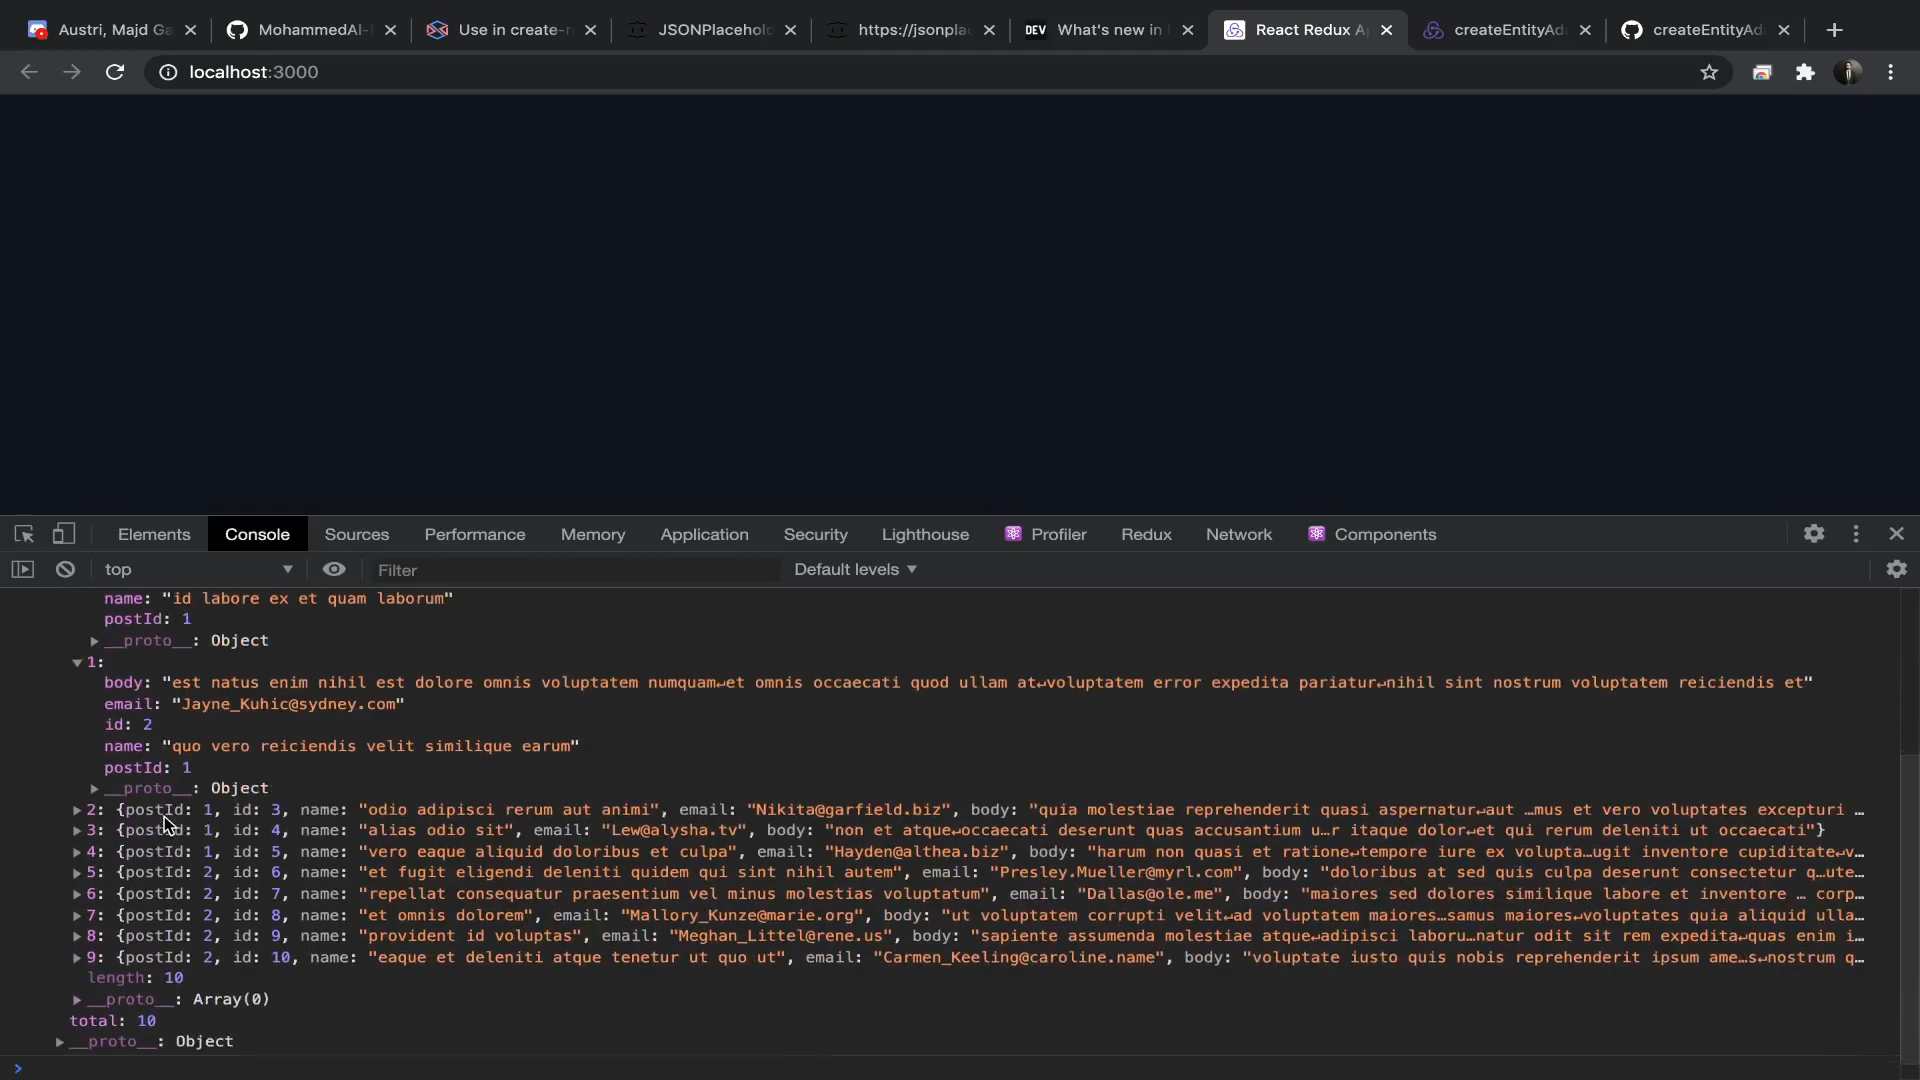 Austri, Majd Ga
MohammedAl-
Use in create-r
JSONPlacehold
https://jsonplac
DEV What's new in
React Redux A
createEntityAd
createEntityAd
localhost:3000
Elements Console Sources Performance Memory Application Security Lighthouse Profiler Redux Network Components
top Filter Default levels
name: "id labore ex et quam laborum"
postId: 1
__proto__: Object
1:
body: "est natus enim nihil est dolore omnis voluptatem numquam↵et omnis occaecati quod ullam at↵voluptatem error expedita pariatur↵nihil sint nostrum voluptatem reiciendis et"
email: "Jayne_Kuhic@sydney.com"
id: 2
name: "quo vero reiciendis velit similique earum"
postId: 1
__proto__: Object
2: {postId: 1, id: 3, name: "odio adipisci rerum aut animi", email: "Nikita@garfield.biz", body: "quia molestiae reprehenderit quasi aspernatur↵aut …mus et vero voluptates excepturi …
3: {postId: 1, id: 4, name: "alias odio sit", email: "Lew@alysha.tv", body: "non et atque↵occaecati deserunt quas accusantium u…r itaque dolor↵et qui rerum deleniti ut occaecati"}
4: {postId: 1, id: 5, name: "vero eaque aliquid doloribus et culpa", email: "Hayden@althea.biz", body: "harum non quasi et ratione↵tempore iure ex volupta…ugit inventore cupiditate↵v…
5: {postId: 2, id: 6, name: "et fugit eligendi deleniti quidem qui sint nihil autem", email: "Presley.Mueller@myrl.com", body: "doloribus at sed quis culpa deserunt consectetur q…ute…
6: {postId: 2, id: 7, name: "repellat consequatur praesentium vel minus molestias voluptatum", email: "Dallas@ole.me", body: "maiores sed dolores similique labore et inventore … corp…
7: {postId: 2, id: 8, name: "et omnis dolorem", email: "Mallory_Kunze@marie.org", body: "ut voluptatem corrupti velit↵ad voluptatem maiores…samus maiores↵voluptates quia aliquid ulla…
8: {postId: 2, id: 9, name: "provident id voluptas", email: "Meghan_Littel@rene.us", body: "sapiente assumenda molestiae atque↵adipisci laboru…natur odit sit rem expedita↵quas enim i…
9: {postId: 2, id: 10, name: "eaque et deleniti atque tenetur ut quo ut", email: "Carmen_Keeling@caroline.name", body: "voluptate iusto quis nobis reprehenderit ipsum ame…s↵nostrum q…
length: 10
__proto__: Array(0)
total: 10
__proto__: Object
>